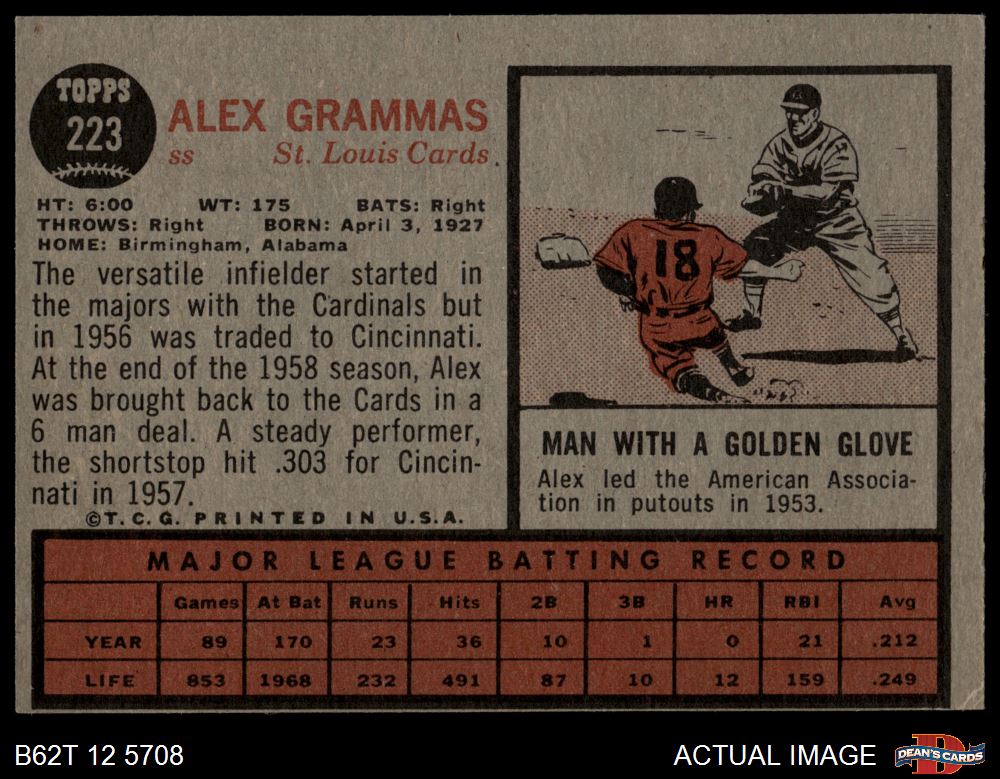 TOPPS
223
ALEX GRAMMAS
SS St. Louis Cards.
HT: 6:00 WT: 175 BATS: Right
THROWS: Right BORN: April 3, 1927
HOME: Birmingham, Alabama
The versatile infielder started in
the majors with the Cardinals but
in 1956 was traded to Cincinnati.
At the end of the 1958 season, Alex
was brought back to the Cards in a
6 man deal. A steady performer,
the shortstop hit .303 for Cincin-
nati in 1957.
©T.C.G. PRINTED IN U.S.A.
18
MAN WITH A GOLDEN GLOVE
Alex led the American Associa-
tion in putouts in 1953.
MAJOR LEAGUE BATTING RECORD
Games At Bat Runs Hits 2B 3B HR RBI Avg
YEAR 89 170 23 36 10 1 0 21 .212
LIFE 853 1968 232 491 87 10 12 159 .249
B62T 12 5708
ACTUAL IMAGE
DEAN'S CARDS